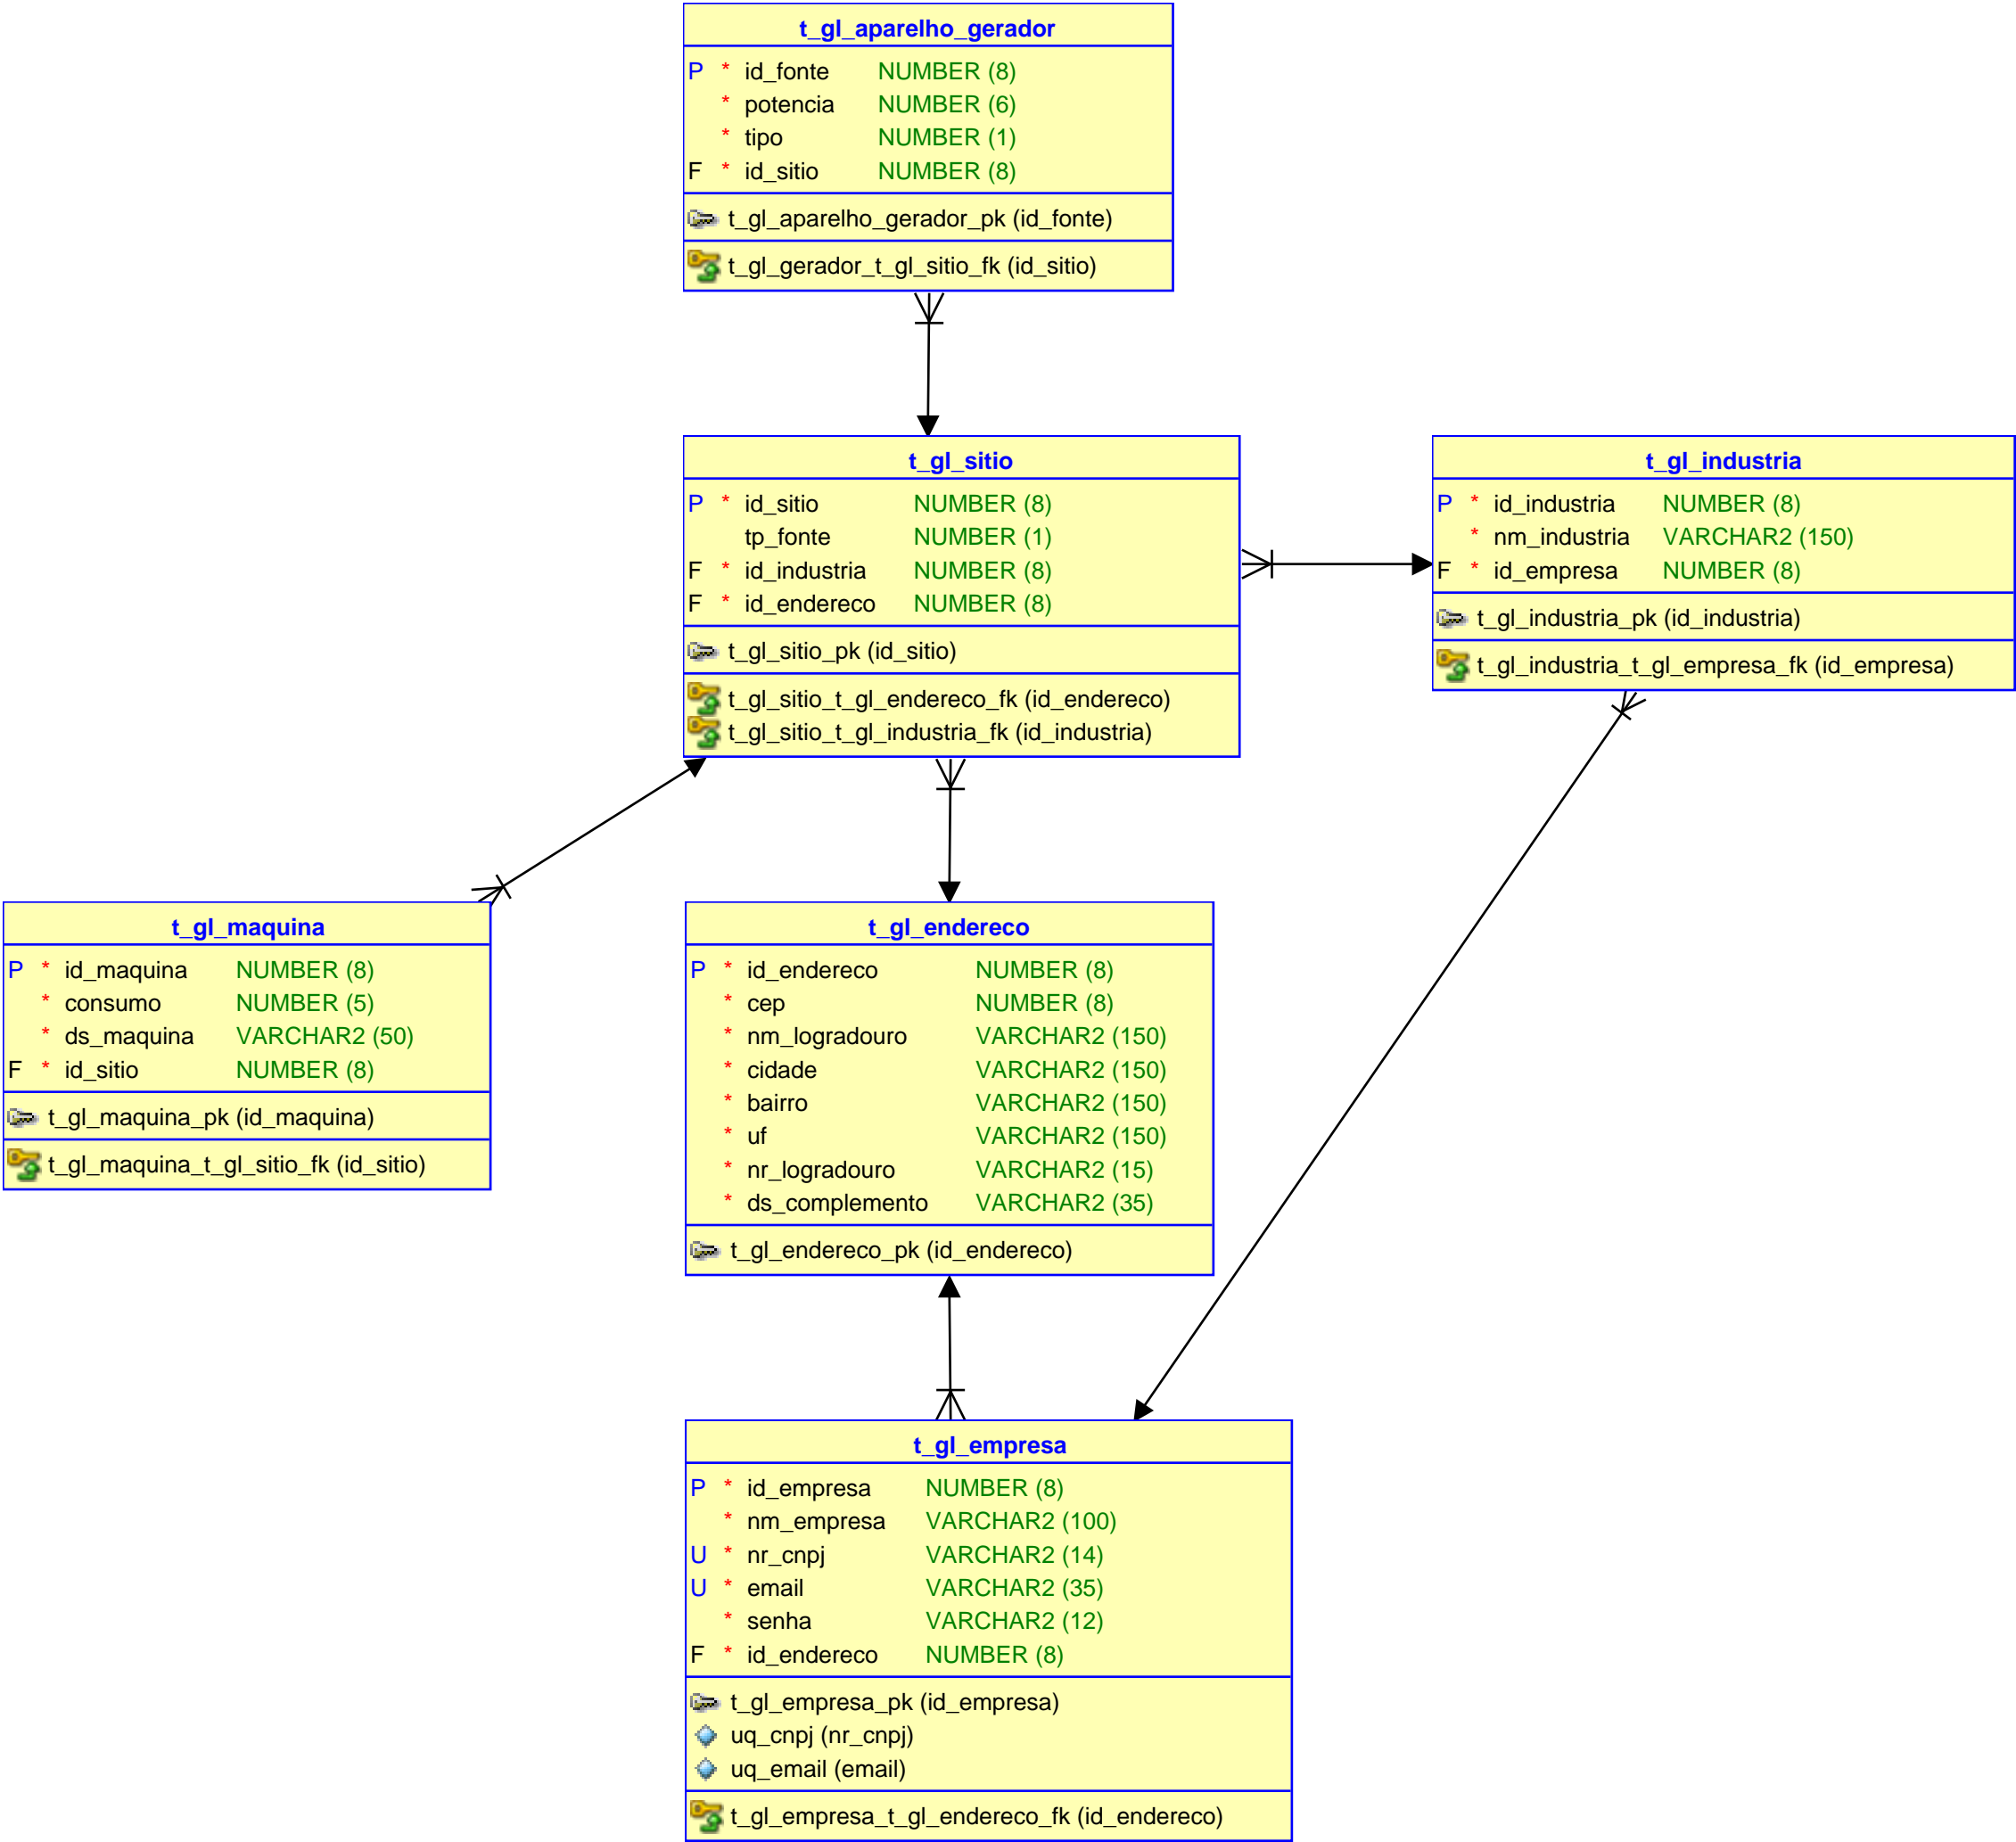 t_gl_aparelho_gerador
P * id_fonte NUMBER (8)
* potencia NUMBER (6)
* tipo NUMBER (1)
F * id_sitio NUMBER (8)
t_gl_aparelho_gerador_pk (id_fonte)
t_gl_gerador_t_gl_sitio_fk (id_sitio)
t_gl_sitio
P * id_sitio NUMBER (8)
tp_fonte NUMBER (1)
F * id_industria NUMBER (8)
F * id_endereco NUMBER (8)
t_gl_sitio_pk (id_sitio)
t_gl_sitio_t_gl_endereco_fk (id_endereco)
t_gl_sitio_t_gl_industria_fk (id_industria)
t_gl_industria
P * id_industria NUMBER (8)
* nm_industria VARCHAR2 (150)
F * id_empresa NUMBER (8)
t_gl_industria_pk (id_industria)
t_gl_industria_t_gl_empresa_fk (id_empresa)
t_gl_maquina
P * id_maquina NUMBER (8)
* consumo NUMBER (5)
* ds_maquina VARCHAR2 (50)
F * id_sitio NUMBER (8)
t_gl_maquina_pk (id_maquina)
t_gl_maquina_t_gl_sitio_fk (id_sitio)
t_gl_endereco
P * id_endereco NUMBER (8)
* cep NUMBER (8)
* nm_logradouro VARCHAR2 (150)
* cidade VARCHAR2 (150)
* bairro VARCHAR2 (150)
* uf VARCHAR2 (150)
* nr_logradouro VARCHAR2 (15)
* ds_complemento VARCHAR2 (35)
t_gl_endereco_pk (id_endereco)
t_gl_empresa
P * id_empresa NUMBER (8)
* nm_empresa VARCHAR2 (100)
U * nr_cnpj VARCHAR2 (14)
U * email VARCHAR2 (35)
* senha VARCHAR2 (12)
F * id_endereco NUMBER (8)
t_gl_empresa_pk (id_empresa)
uq_cnpj (nr_cnpj)
uq_email (email)
t_gl_empresa_t_gl_endereco_fk (id_endereco)